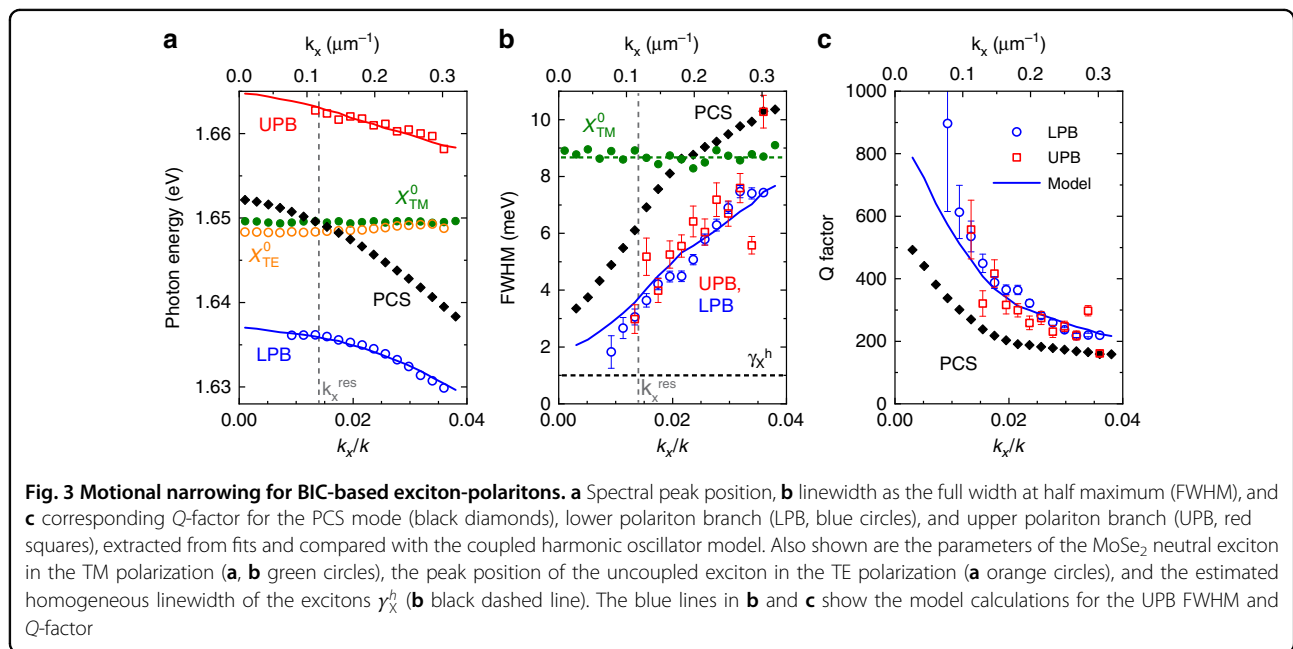 a
k_x (μm⁻¹)
0.0 0.1 0.2 0.3
Photon energy (eV)
1.66
1.65
1.64
1.63
UPB
X⁰_TM
X⁰_TE
PCS
LPB
k_x^res
0.00 0.02 0.04
k_x/k
b
k_x (μm⁻¹)
0.0 0.1 0.2 0.3
FWHM (meV)
10
8
6
4
2
0
PCS
X⁰_TM
UPB,
LPB
γ_X^h
k_x^res
0.00 0.02 0.04
k_x/k
c
k_x (μm⁻¹)
0.0 0.1 0.2 0.3
Q factor
1000
800
600
400
200
0
LPB
UPB
Model
PCS
0.00 0.02 0.04
k_x/k
Fig. 3 Motional narrowing for BIC-based exciton-polaritons. a Spectral peak position, b linewidth as the full width at half maximum (FWHM), and
c corresponding Q-factor for the PCS mode (black diamonds), lower polariton branch (LPB, blue circles), and upper polariton branch (UPB, red
squares), extracted from fits and compared with the coupled harmonic oscillator model. Also shown are the parameters of the MoSe₂ neutral exciton
in the TM polarization (a, b green circles), the peak position of the uncoupled exciton in the TE polarization (a orange circles), and the estimated
homogeneous linewidth of the excitons γ_X^h (b black dashed line). The blue lines in b and c show the model calculations for the UPB FWHM and
Q-factor